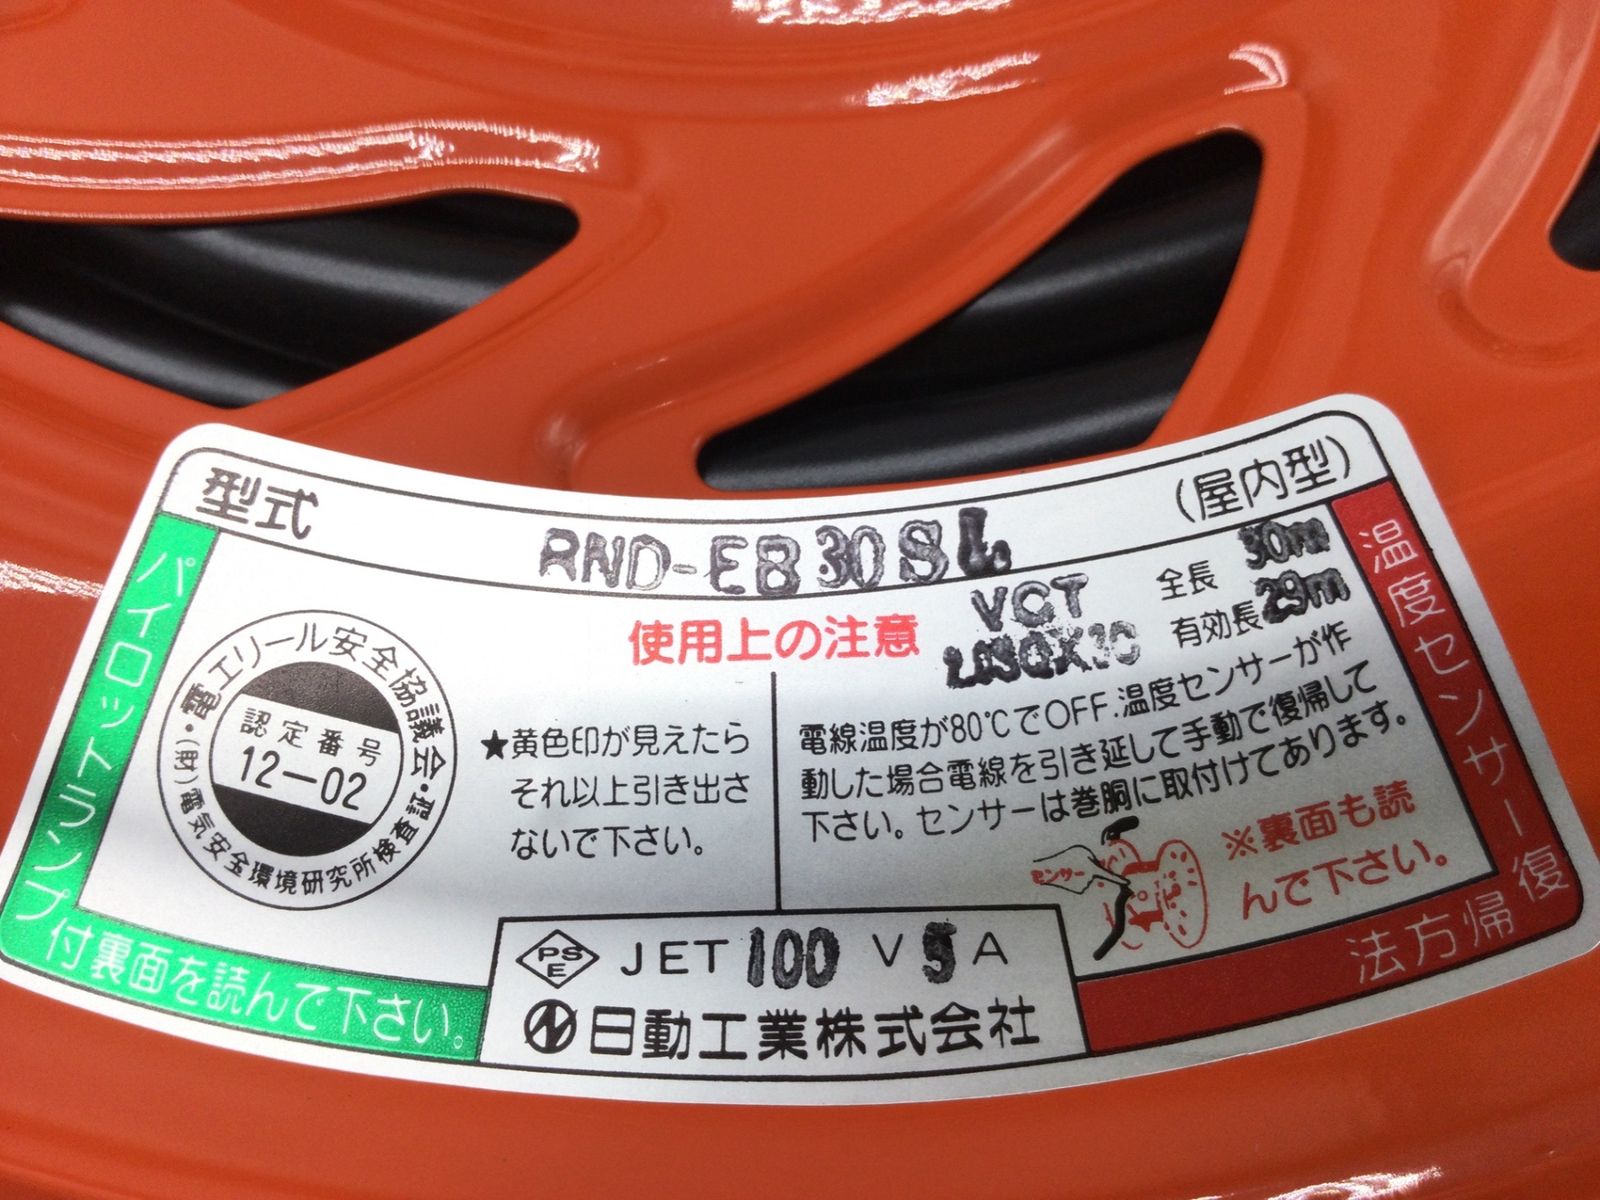 型式 RND-EB30S (屋内型)
使用上の注意
VCT
全長 30m
有効長 29m
★黄色印が見えたら
それ以上引き出さ
ないで下さい。
電線温度が80℃でOFF.温度センサーが作
動した場合電線を引き延して手動で復帰して
下さい。センサーは巻胴に取付けてあります。
センサー
※裏面も読
んで下さい。
電工リール安全協議会・
認定番号
12-02
(財)電気安全環境研究所検査・認
パイロットランプ付裏面を読んで下さい。
温度センサー復帰方法
PSE JET 100 V 5 A
日動工業株式会社